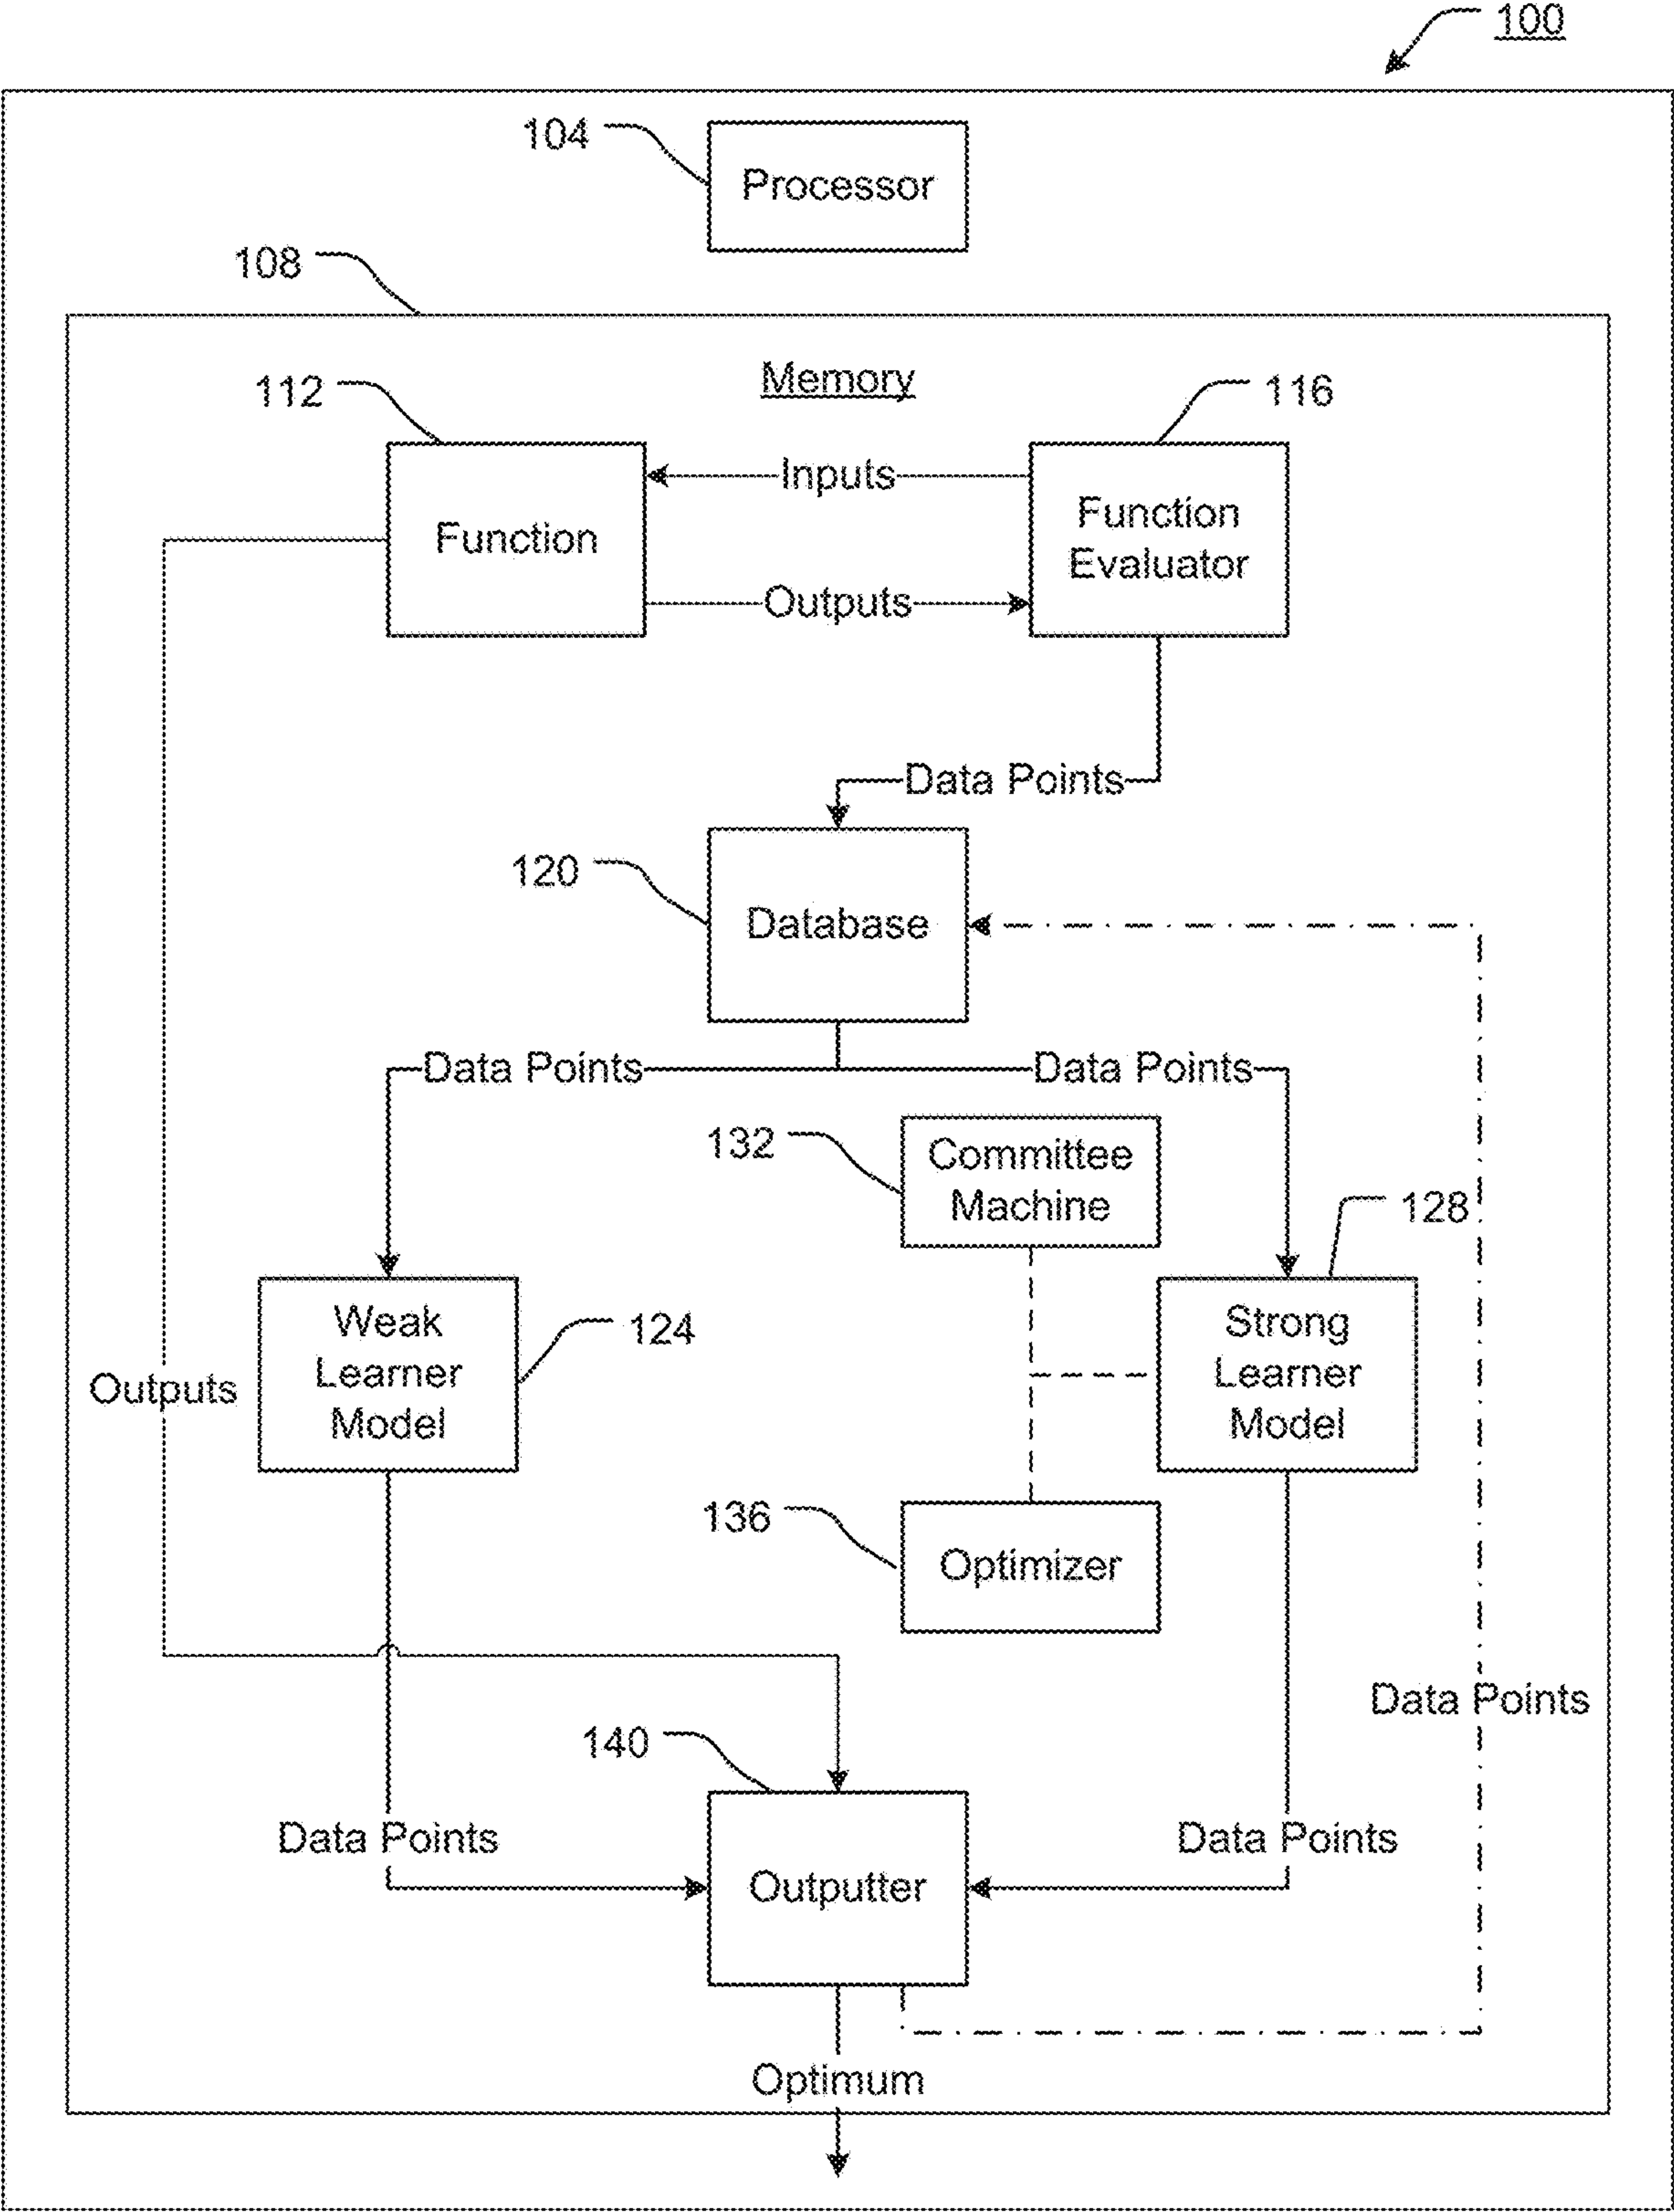 100
104
Processor
108
Memory
112
116
Inputs
Function
Function
Evaluator
Outputs
Data Points
120
Database
Data Points
Data Points
132
Committee
Machine
128
Weak
Learner
Model
124
Strong
Learner
Model
Outputs
136
Optimizer
Data Points
140
Data Points
Data Points
Outputter
Optimum